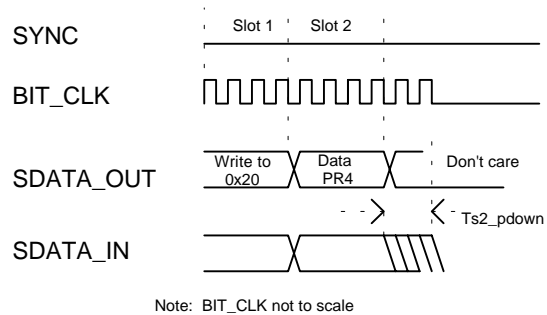 SYNC
Slot 1
Slot 2
BIT_CLK
SDATA_OUT
Write to
0x20
Data
PR4
Don't care
Ts2_pdown
SDATA_IN
Note: BIT_CLK not to scale